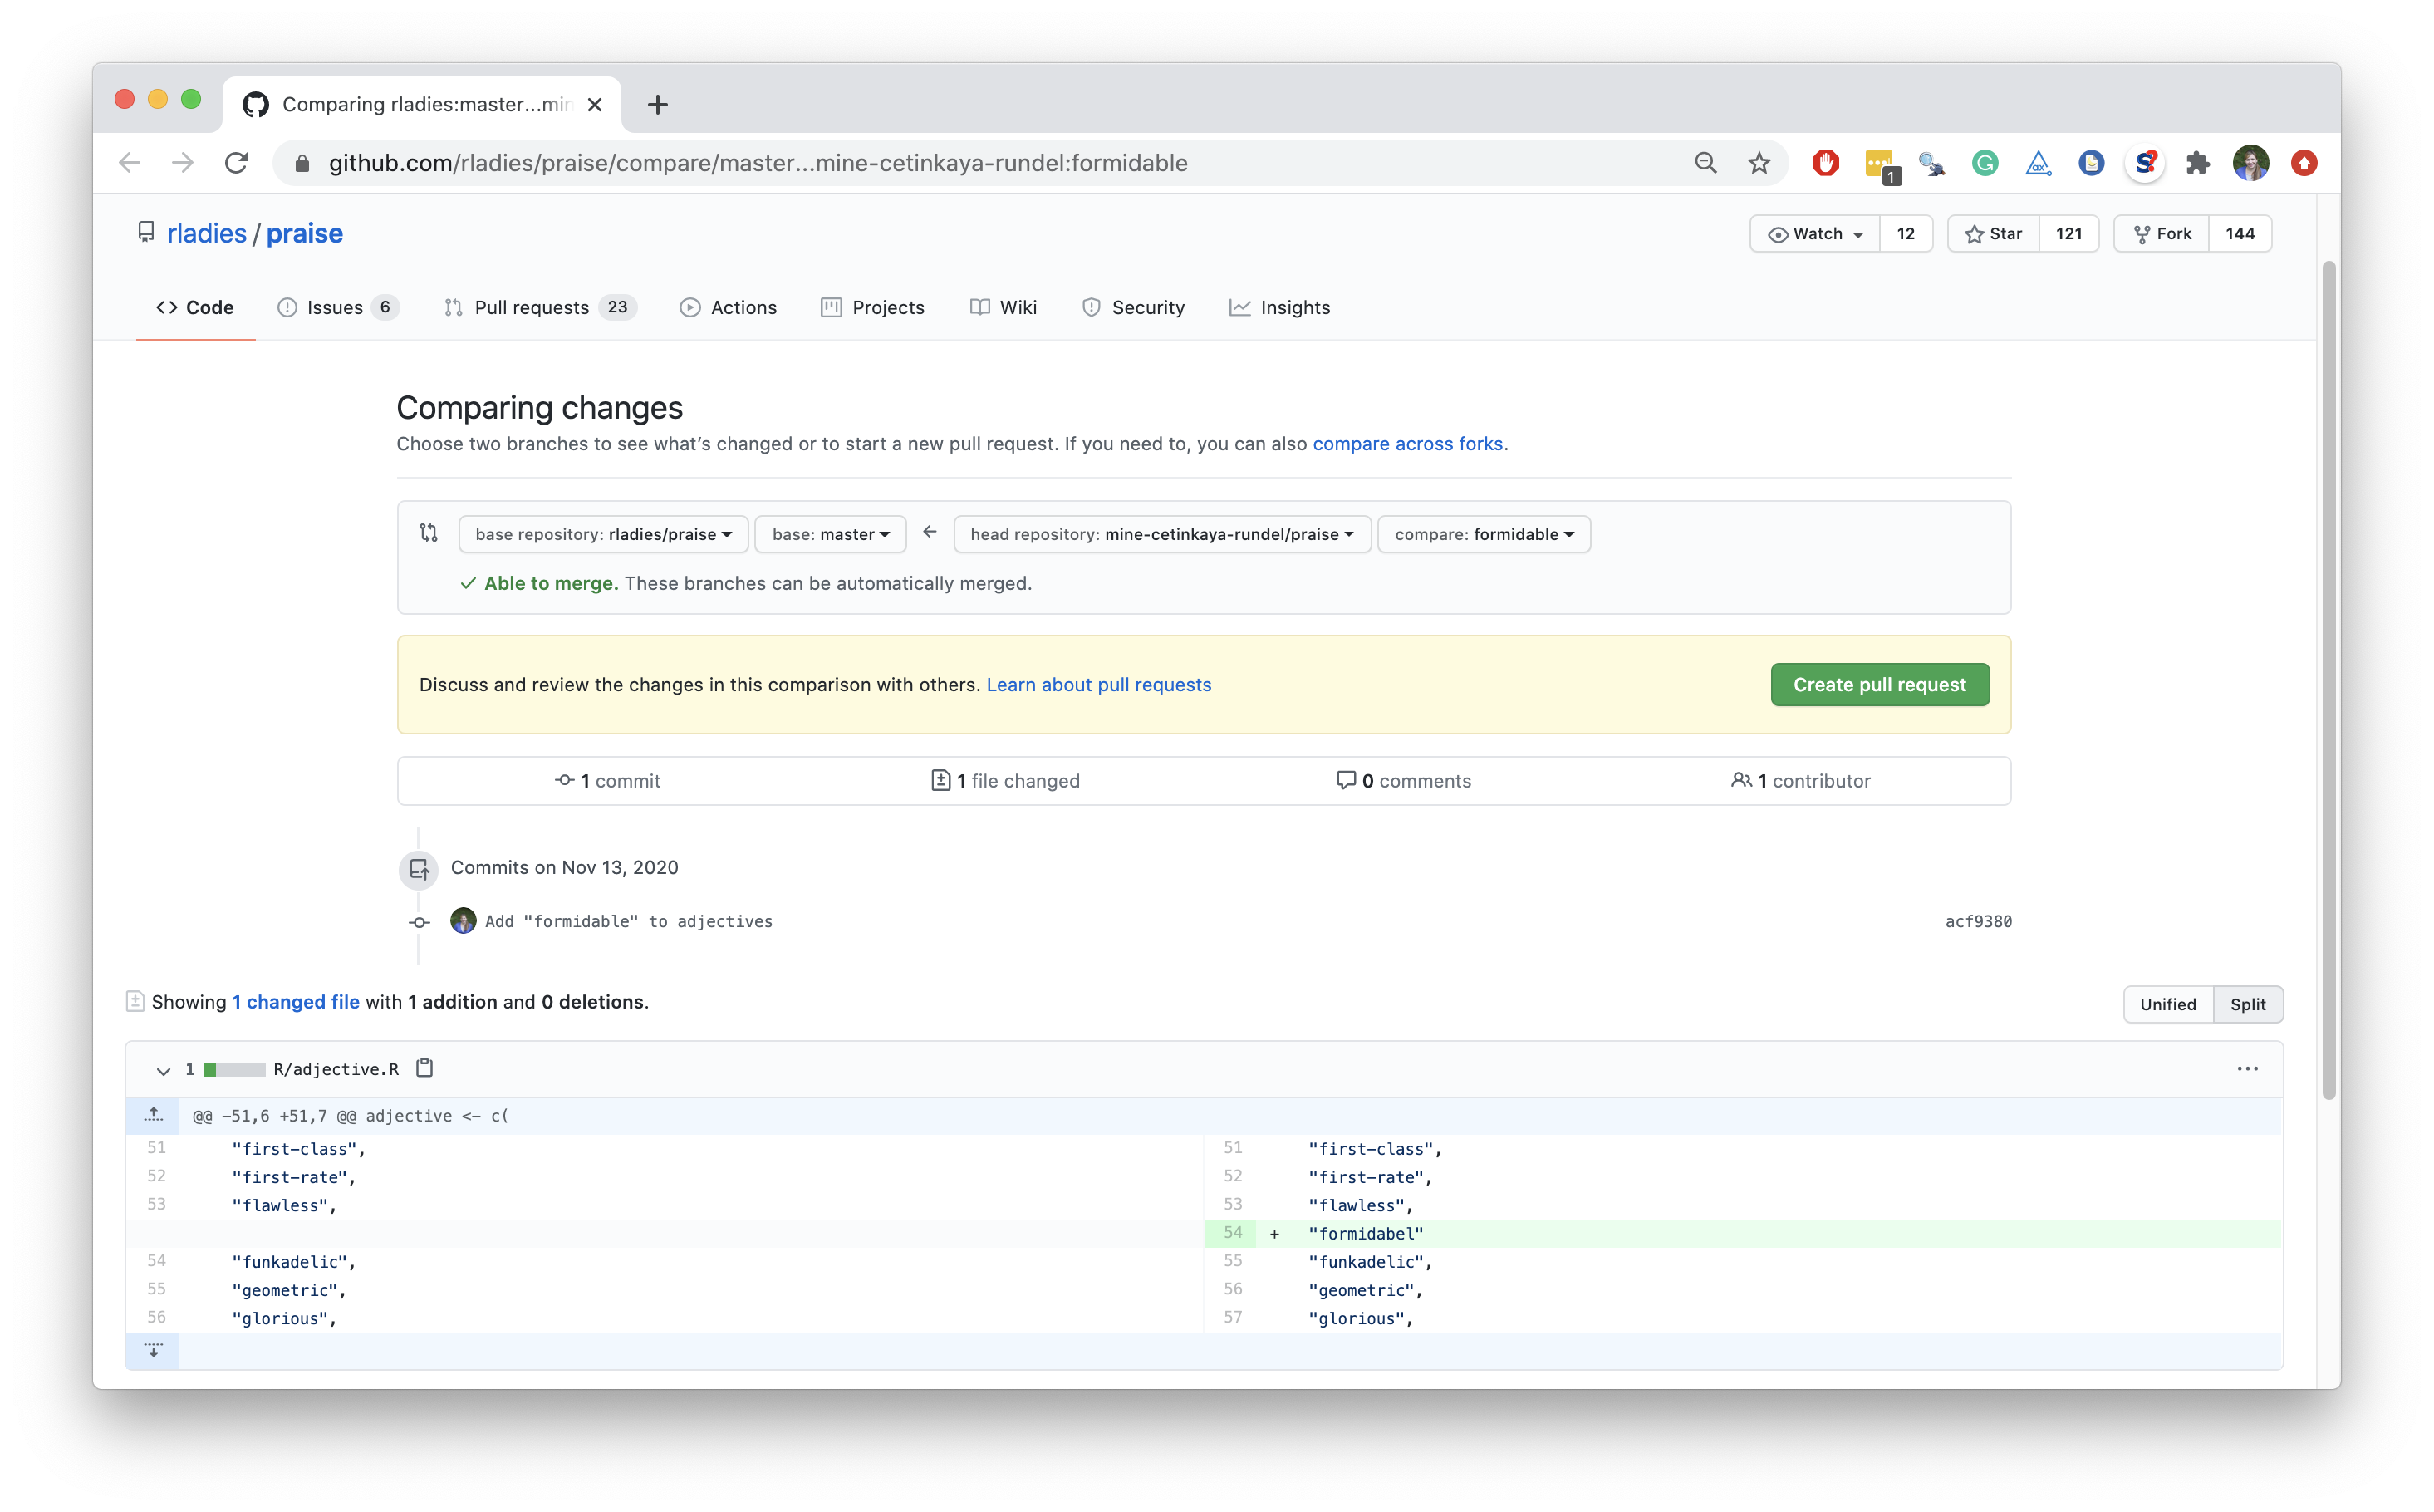 Comparing rladies:master...min
github.com/rladies/praise/compare/master...mine-cetinkaya-rundel:formidable
1
rladies / praise
Watch 12 Star 121 Fork 144
Code Issues 6 Pull requests 23 Actions Projects Wiki Security Insights
Comparing changes
Choose two branches to see what’s changed or to start a new pull request. If you need to, you can also compare across forks.
base repository: rladies/praise base: master ← head repository: mine-cetinkaya-rundel/praise compare: formidable
Able to merge. These branches can be automatically merged.
Discuss and review the changes in this comparison with others. Learn about pull requests Create pull request
1 commit 1 file changed 0 comments 1 contributor
Commits on Nov 13, 2020
Add "formidable" to adjectives acf9380
Showing 1 changed file with 1 addition and 0 deletions. Unified Split
1 R/adjective.R
@@ -51,6 +51,7 @@ adjective <- c(
51 "first-class", 51 "first-class",
52 "first-rate", 52 "first-rate",
53 "flawless", 53 "flawless",
54 + "formidabel"
54 "funkadelic", 55 "funkadelic",
55 "geometric", 56 "geometric",
56 "glorious", 57 "glorious",